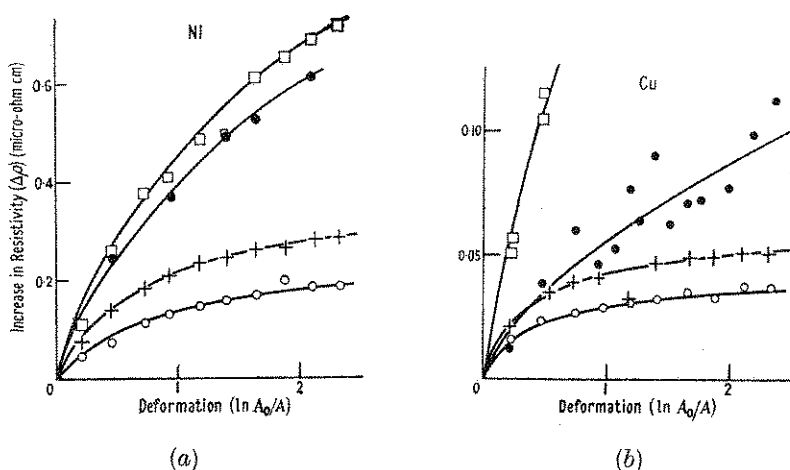 Increase in Resistivity (Δρ) (micro-ohm cm)
NI
0·6
0·4
0·2
0
1
2
Deformation (ln A₀/A)
(a)
Cu
0·10
0·05
0
1
2
Deformation (ln A₀/A)
(b)